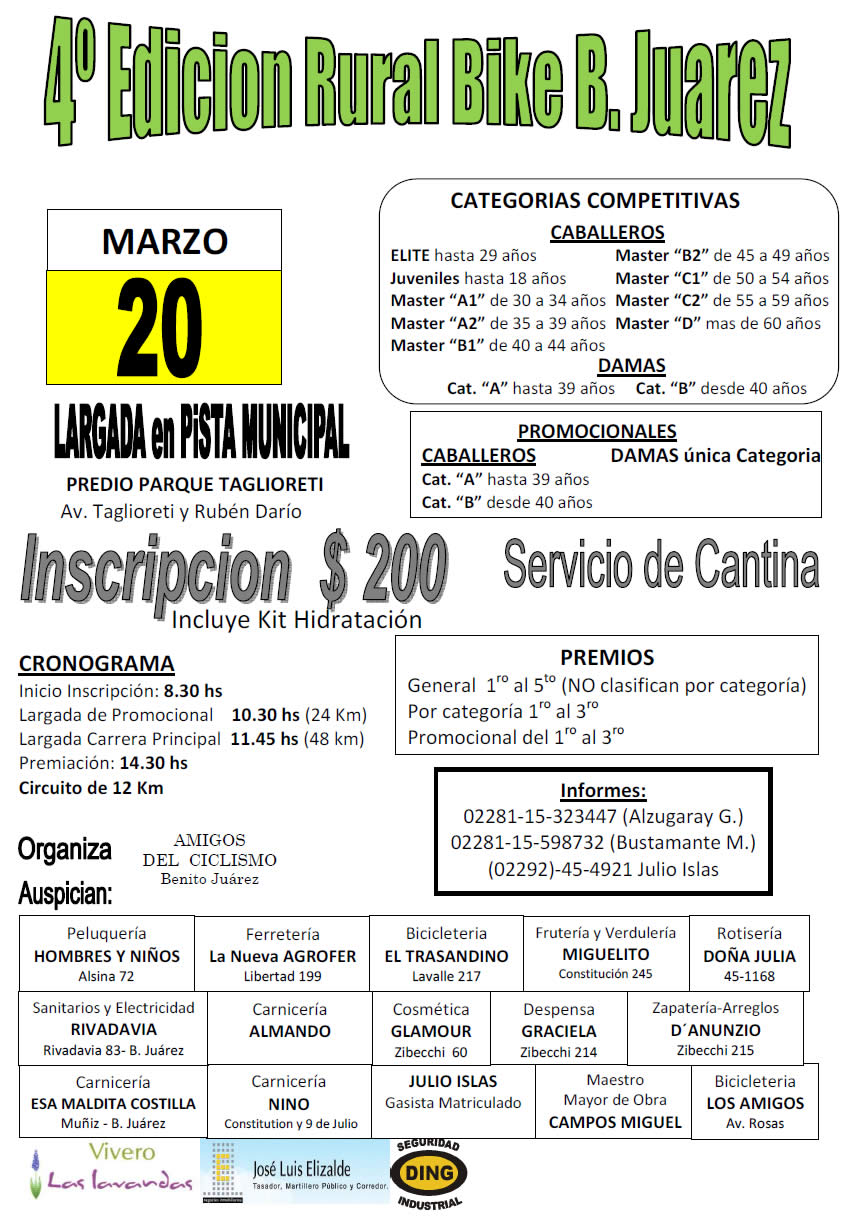 4º Edicion Rural Bike B. Juarez
MARZO
20
LARGADA en PiSTA MUNICIPAL
PREDIO PARQUE TAGLIORETI
Av. Taglioreti y Rubén Darío
CATEGORIAS COMPETITIVAS
CABALLEROS
ELITE hasta 29 años
Juveniles hasta 18 años
Master “A1” de 30 a 34 años
Master “A2” de 35 a 39 años
Master “B1” de 40 a 44 años
Master “B2” de 45 a 49 años
Master “C1” de 50 a 54 años
Master “C2” de 55 a 59 años
Master “D” mas de 60 años
DAMAS
Cat. “A” hasta 39 años Cat. “B” desde 40 años
PROMOCIONALES
CABALLEROS DAMAS única Categoria
Cat. “A” hasta 39 años
Cat. “B” desde 40 años
Inscripcion $ 200
Incluye Kit Hidratación
Servicio de Cantina
CRONOGRAMA
Inicio Inscripción: 8.30 hs
Largada de Promocional 10.30 hs (24 Km)
Largada Carrera Principal 11.45 hs (48 km)
Premiación: 14.30 hs
Circuito de 12 Km
PREMIOS
General 1ro al 5to (NO clasifican por categoría)
Por categoría 1ro al 3ro
Promocional del 1ro al 3ro
Informes:
02281-15-323447 (Alzugaray G.)
02281-15-598732 (Bustamante M.)
(02292)-45-4921 Julio Islas
Organiza
AMIGOS
DEL CICLISMO
Benito Juárez
Auspician:
Peluquería
HOMBRES Y NIÑOS
Alsina 72
Ferretería
La Nueva AGROFER
Libertad 199
Bicicleteria
EL TRASANDINO
Lavalle 217
Frutería y Verdulería
MIGUELITO
Constitución 245
Rotisería
DOÑA JULIA
45-1168
Sanitarios y Electricidad
RIVADAVIA
Rivadavia 83- B. Juárez
Carnicería
ALMANDO
Cosmética
GLAMOUR
Zibecchi 60
Despensa
GRACIELA
Zibecchi 214
Zapatería-Arreglos
D´ANUNZIO
Zibecchi 215
Carnicería
ESA MALDITA COSTILLA
Muñiz - B. Juárez
Carnicería
NINO
Constitution y 9 de Julio
JULIO ISLAS
Gasista Matriculado
Maestro
Mayor de Obra
CAMPOS MIGUEL
Bicicleteria
LOS AMIGOS
Av. Rosas
Vivero
Las lavandas
José Luis Elizalde
Tasador, Martillero Público y Corredor.
SEGURIDAD
DING
INDUSTRIAL